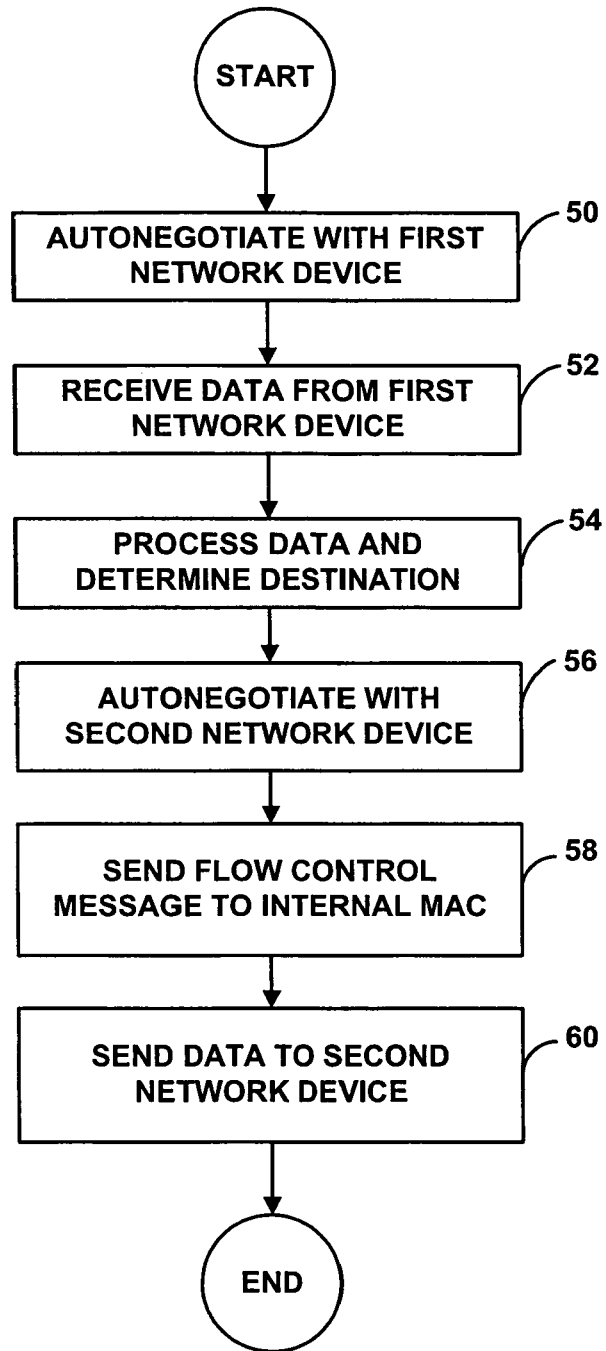 START
50
AUTONEGOTIATE WITH FIRST
NETWORK DEVICE
52
RECEIVE DATA FROM FIRST
NETWORK DEVICE
54
PROCESS DATA AND
DETERMINE DESTINATION
56
AUTONEGOTIATE WITH
SECOND NETWORK DEVICE
58
SEND FLOW CONTROL
MESSAGE TO INTERNAL MAC
60
SEND DATA TO SECOND
NETWORK DEVICE
END